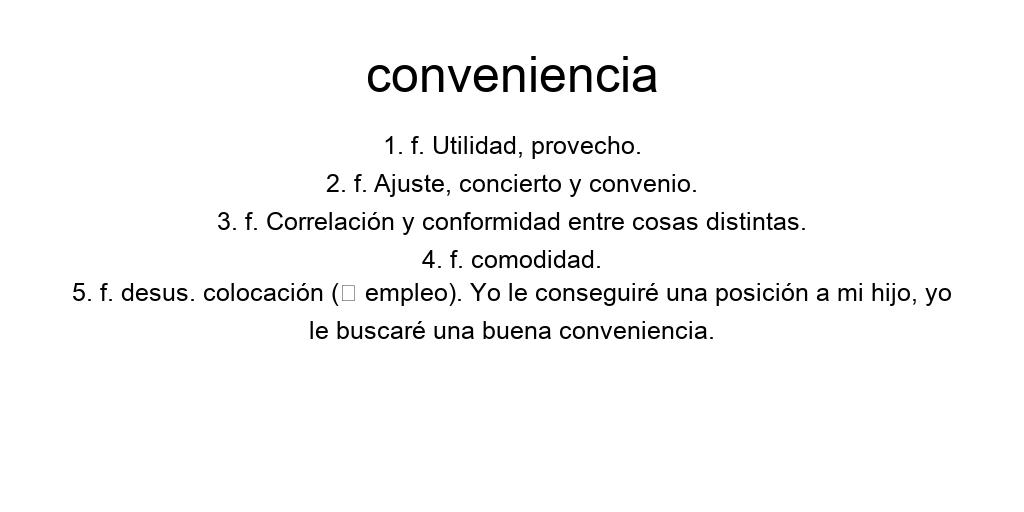 conveniencia
1. f. Utilidad, provecho.
2. f. Ajuste, concierto y convenio.
3. f. Correlación y conformidad entre cosas distintas.
4. f. comodidad.
5. f. desus. colocación (□ empleo). Yo le conseguiré una posición a mi hijo, yo
le buscaré una buena conveniencia.